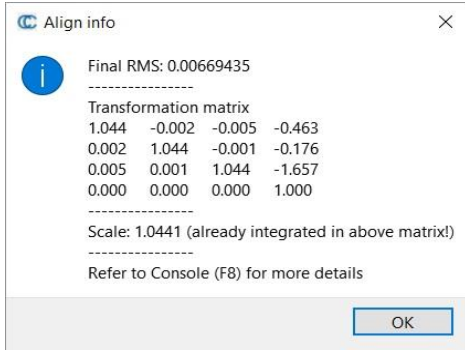 Align info
Final RMS: 0.00669435
----------------
Transformation matrix
1.044 -0.002 -0.005 -0.463
0.002 1.044 -0.001 -0.176
0.005 0.001 1.044 -1.657
0.000 0.000 0.000 1.000
----------------
Scale: 1.0441 (already integrated in above matrix!)
----------------
Refer to Console (F8) for more details
OK